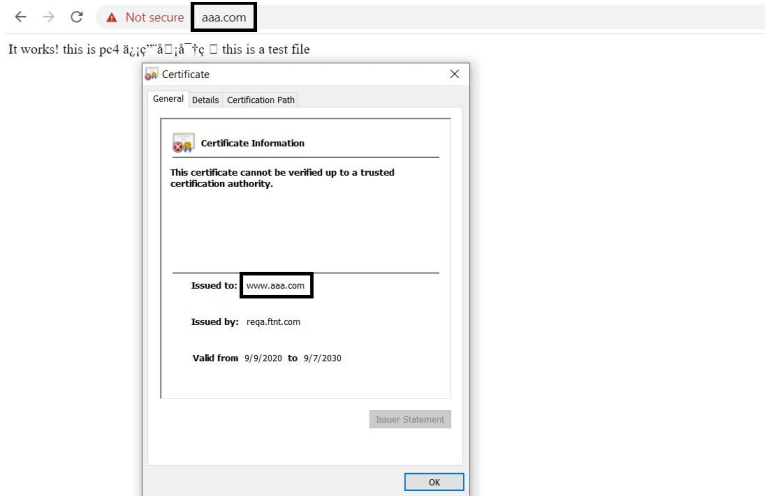 Not secure aaa.com
It works! this is pc4 this is a test file
Certificate
General Details Certification Path
Certificate Information
This certificate cannot be verified up to a trusted
certification authority.
Issued to: www.aaa.com
Issued by: reqa.ftnt.com
Valid from 9/9/2020 to 9/7/2030
Issuer Statement
OK